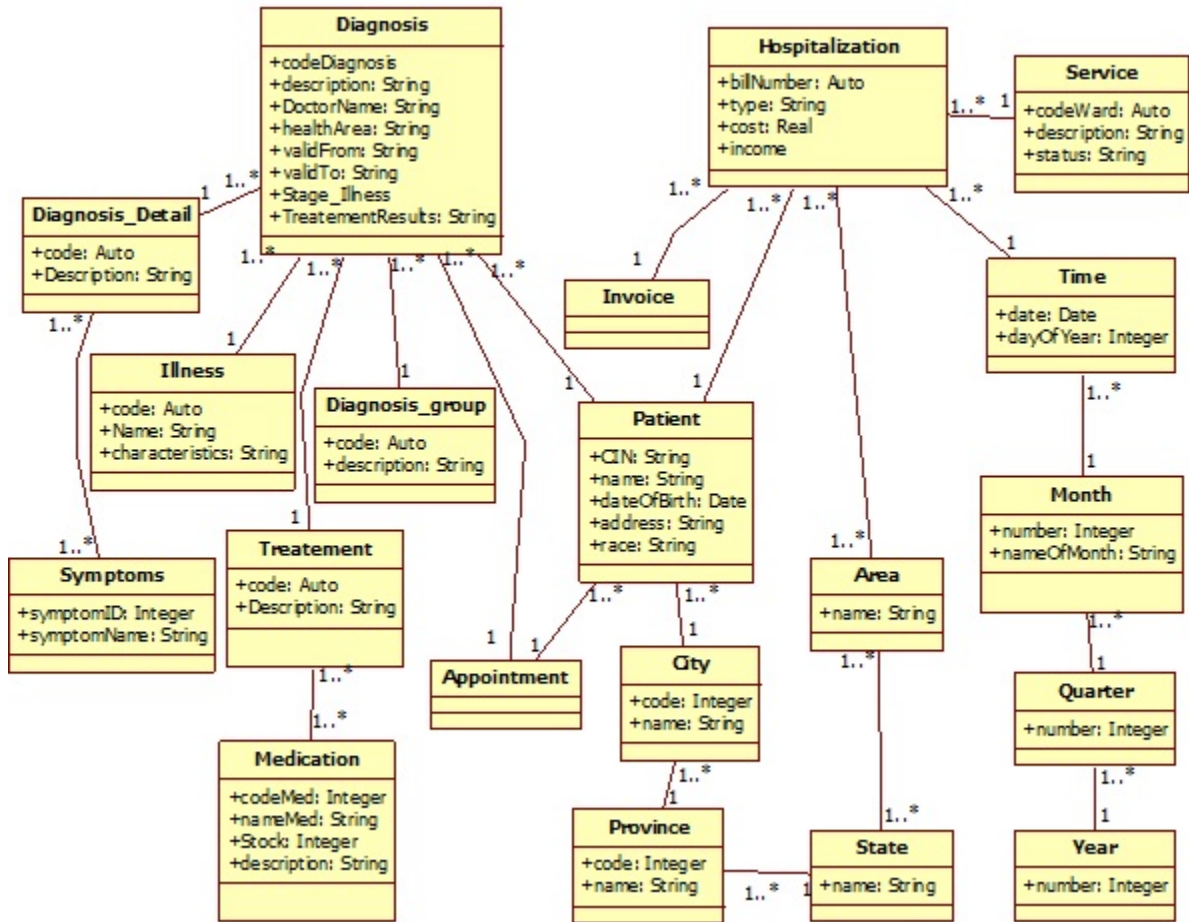 Diagnosis
+codeDiagnosis
+description: String
+DoctorName: String
+healthArea: String
+validFrom: String
+validTo: String
+Stage_Illness
+TreatementResults: String
Hospitalization
+billNumber: Auto
+type: String
+cost: Real
+income
Service
+codeWard: Auto
+description: String
+status: String
1..*
1
1
1..*
Diagnosis_Detail
+code: Auto
+Description: String
1..*
1..*
1..*
1..*
1..*
1..*
1..*
1..*
1..*
1
1
Invoice
Time
+date: Date
+dayOfYear: Integer
1..*
1
Illness
+code: Auto
+Name: String
+characteristics: String
1
Diagnosis_group
+code: Auto
+description: String
1
1
Patient
+CIN: String
+name: String
+dateOfBirth: Date
+address: String
+race: String
1..*
1
Month
+number: Integer
+nameOfMonth: String
1..*
Symptoms
+symptomID: Integer
+symptomName: String
1
Treatement
+code: Auto
+Description: String
1..*
Area
+name: String
1..*
1..*
1..*
1
1
1
Appointment
City
+code: Integer
+name: String
1..*
1..*
1
Quarter
+number: Integer
1..*
1..*
Medication
+codeMed: Integer
+nameMed: String
+Stock: Integer
+description: String
1..*
1
Province
+code: Integer
+name: String
1..*
1
1..*
State
+name: String
1..*
1
Year
+number: Integer